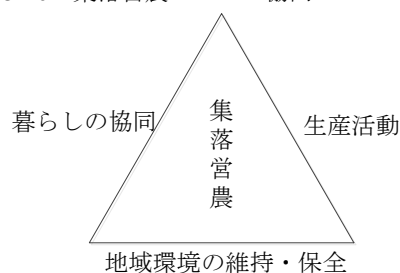 暮らしの協同
集落営農
生産活動
地域環境の維持・保全